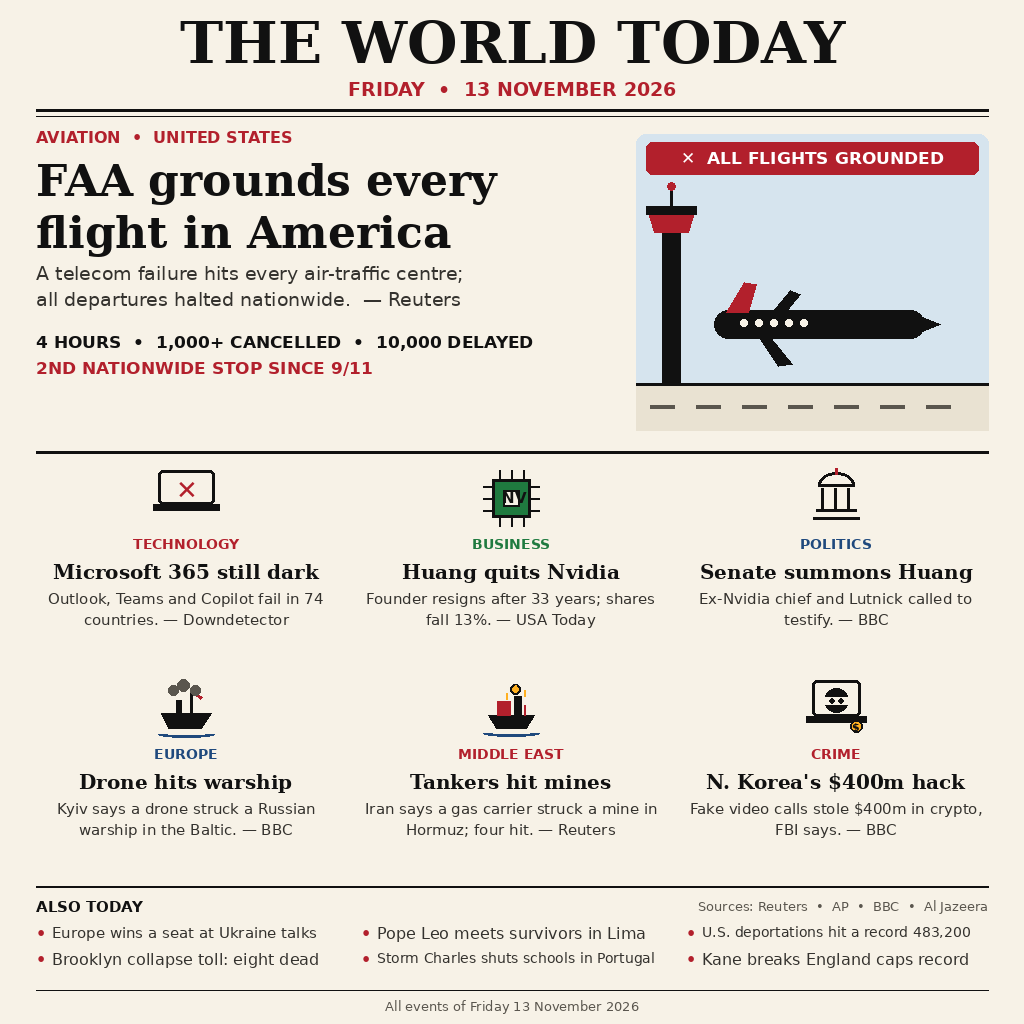 THE WORLD TODAY
FRIDAY • 13 NOVEMBER 2026
AVIATION • UNITED STATES
FAA grounds every
flight in America
A telecom failure hits every air-traffic centre;
all departures halted nationwide. — Reuters
4 HOURS • 1,000+ CANCELLED • 10,000 DELAYED
2ND NATIONWIDE STOP SINCE 9/11
✕ ALL FLIGHTS GROUNDED
TECHNOLOGY
Microsoft 365 still dark
Outlook, Teams and Copilot fail in 74
countries. — Downdetector
NV
BUSINESS
Huang quits Nvidia
Founder resigns after 33 years; shares
fall 13%. — USA Today
POLITICS
Senate summons Huang
Ex-Nvidia chief and Lutnick called to
testify. — BBC
EUROPE
Drone hits warship
Kyiv says a drone struck a Russian
warship in the Baltic. — BBC
MIDDLE EAST
Tankers hit mines
Iran says a gas carrier struck a mine in
Hormuz; four hit. — Reuters
$
CRIME
N. Korea's $400m hack
Fake video calls stole $400m in crypto,
FBI says. — BBC
ALSO TODAY
Sources: Reuters • AP • BBC • Al Jazeera
• Europe wins a seat at Ukraine talks
• Pope Leo meets survivors in Lima
• U.S. deportations hit a record 483,200
• Brooklyn collapse toll: eight dead
• Storm Charles shuts schools in Portugal
• Kane breaks England caps record
All events of Friday 13 November 2026